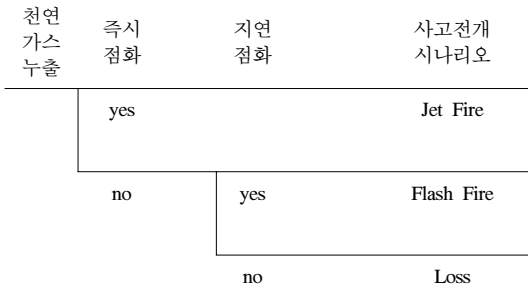 천연
가스
누출
즉시
점화
지연
점화
사고전개
시나리오
yes Jet Fire
no yes Flash Fire
no Loss